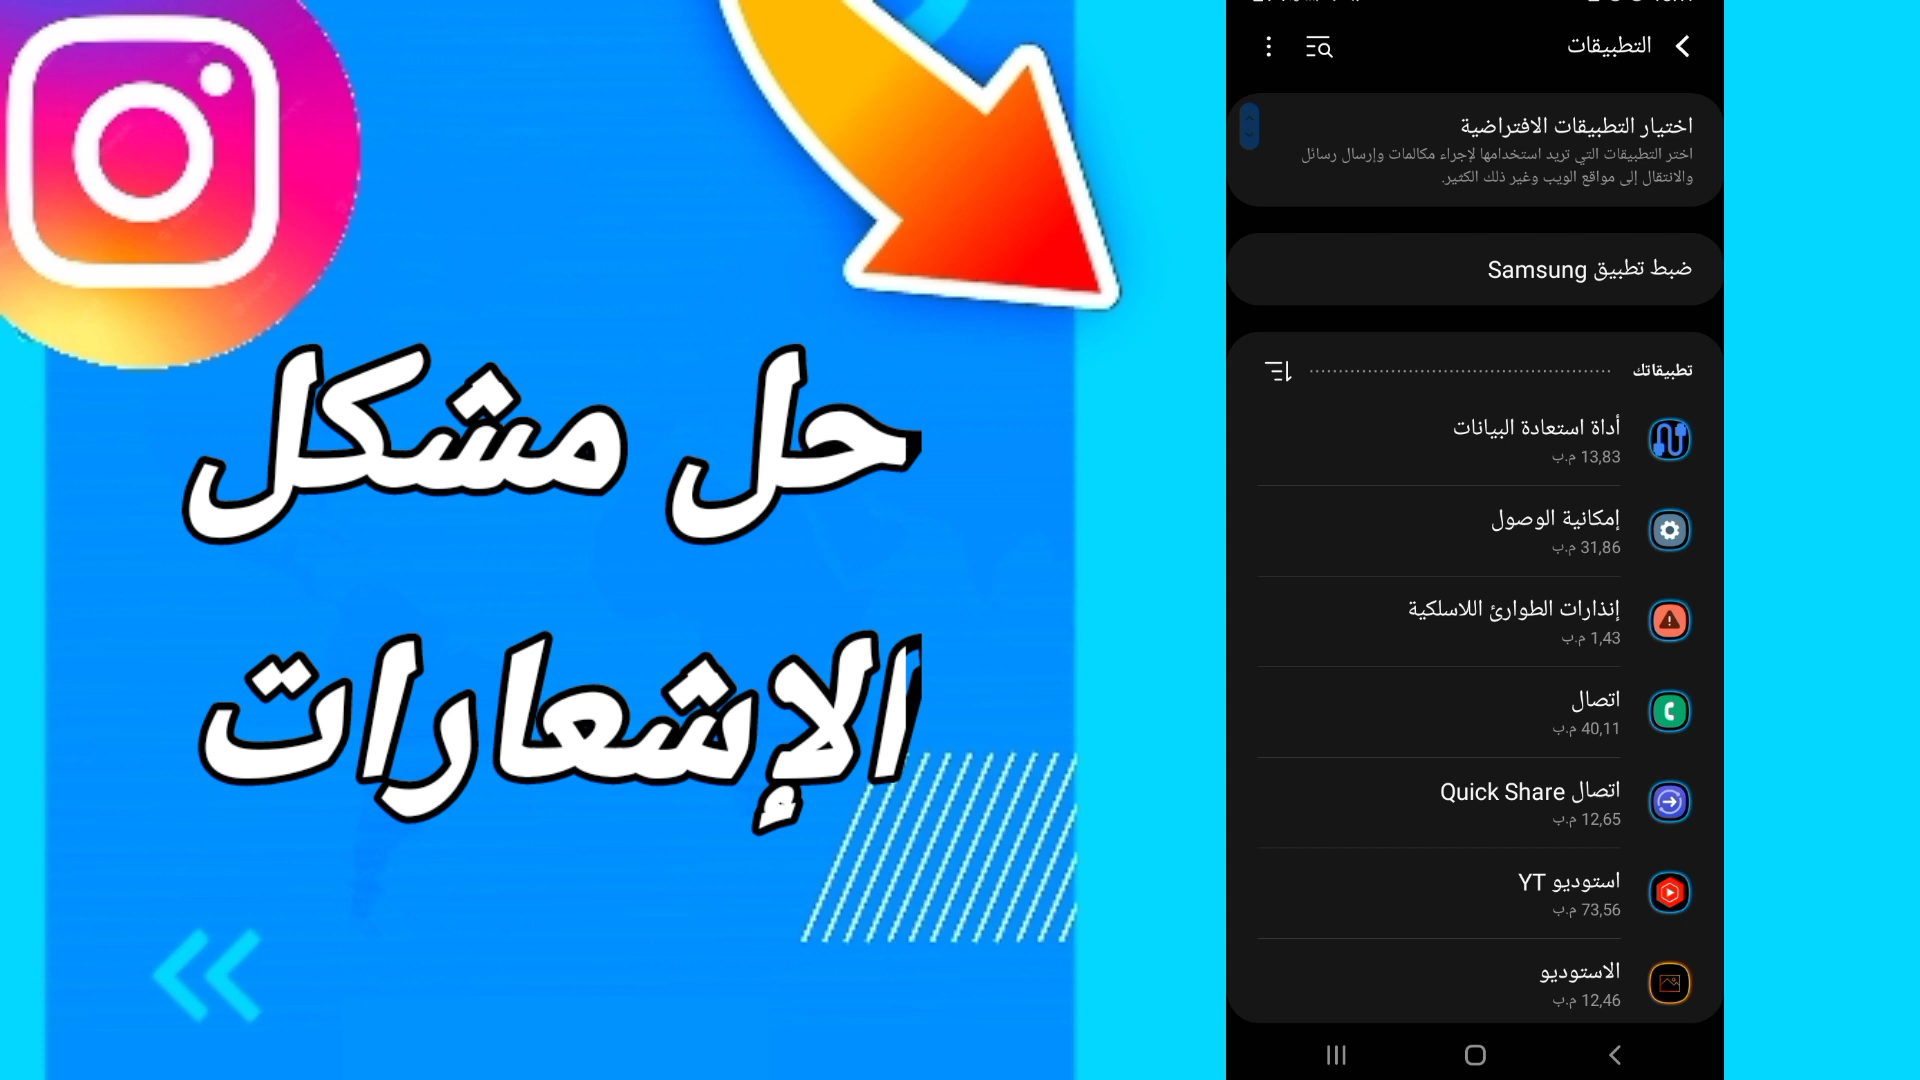 حل مشكل
الإشعارات
التطبيقات
اختيار التطبيقات الافتراضية
اختر التطبيقات التي تريد استخدامها لإجراء مكالمات وإرسال رسائل
والانتقال إلى مواقع الويب وغير ذلك الكثير.
ضبط تطبيق Samsung
تطبيقاتك
أداة استعادة البيانات
13,83 م.ب
إمكانية الوصول
31,86 م.ب
إنذارات الطوارئ اللاسلكية
1,43 م.ب
اتصال
40,11 م.ب
اتصال Quick Share
12,65 م.ب
استوديو YT
73,56 م.ب
الاستوديو
12,46 م.ب